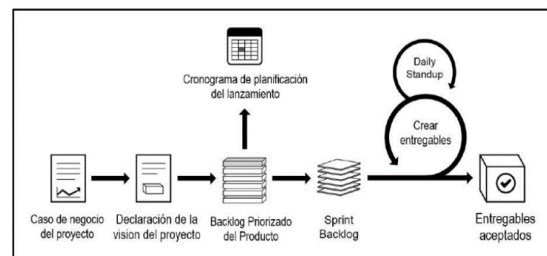 Cronograma de planificación
del lanzamiento
Daily
Standup
Crear
entregables
Caso de negocio
del proyecto
Declaración de la
vision del proyecto
Backlog Priorizado
del Producto
Sprint
Backlog
Entregables
aceptados